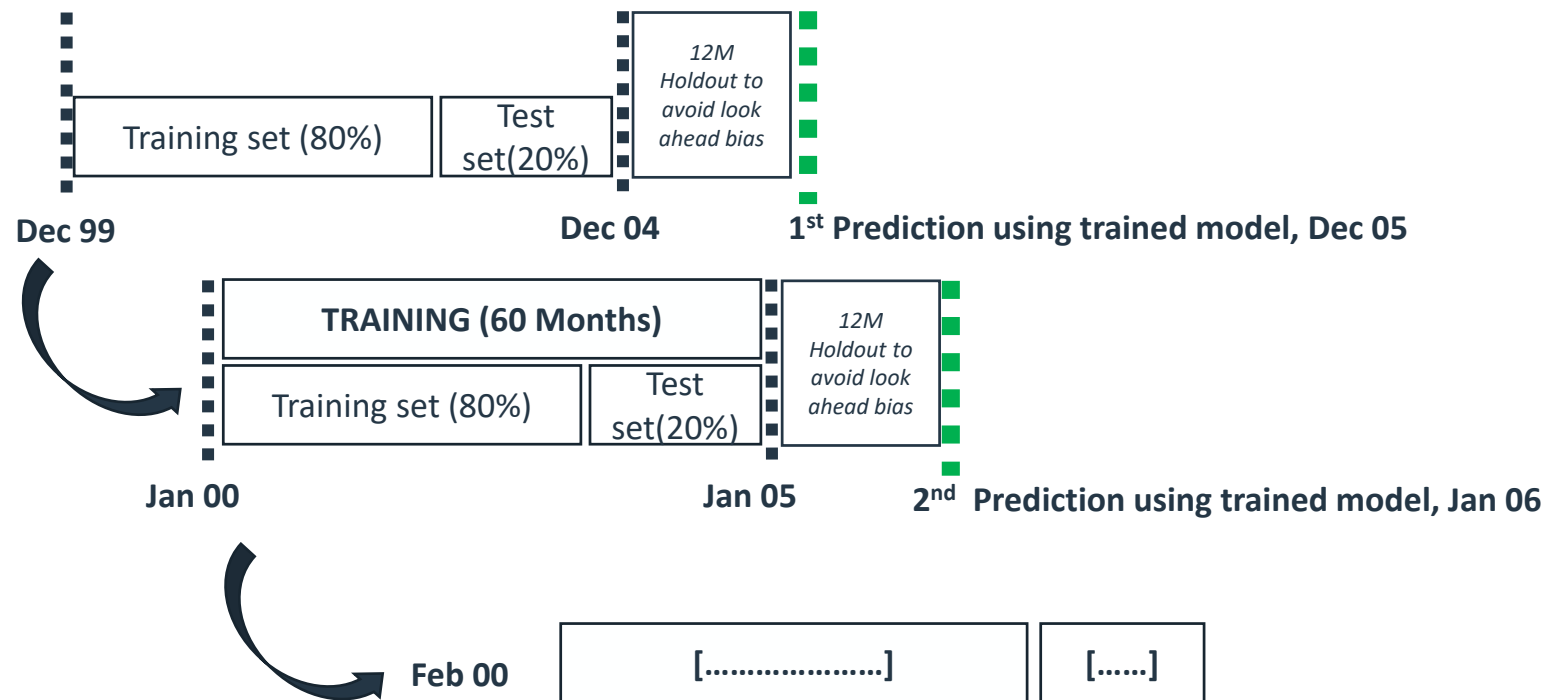 12M
Holdout to
avoid look
ahead bias
Training set (80%)
Test
set(20%)
Dec 99
Dec 04
1st Prediction using trained model, Dec 05
TRAINING (60 Months)
12M
Holdout to
avoid look
ahead bias
Training set (80%)
Test
set(20%)
Jan 00
Jan 05
2nd Prediction using trained model, Jan 06
Feb 00
[.....................]
[......]